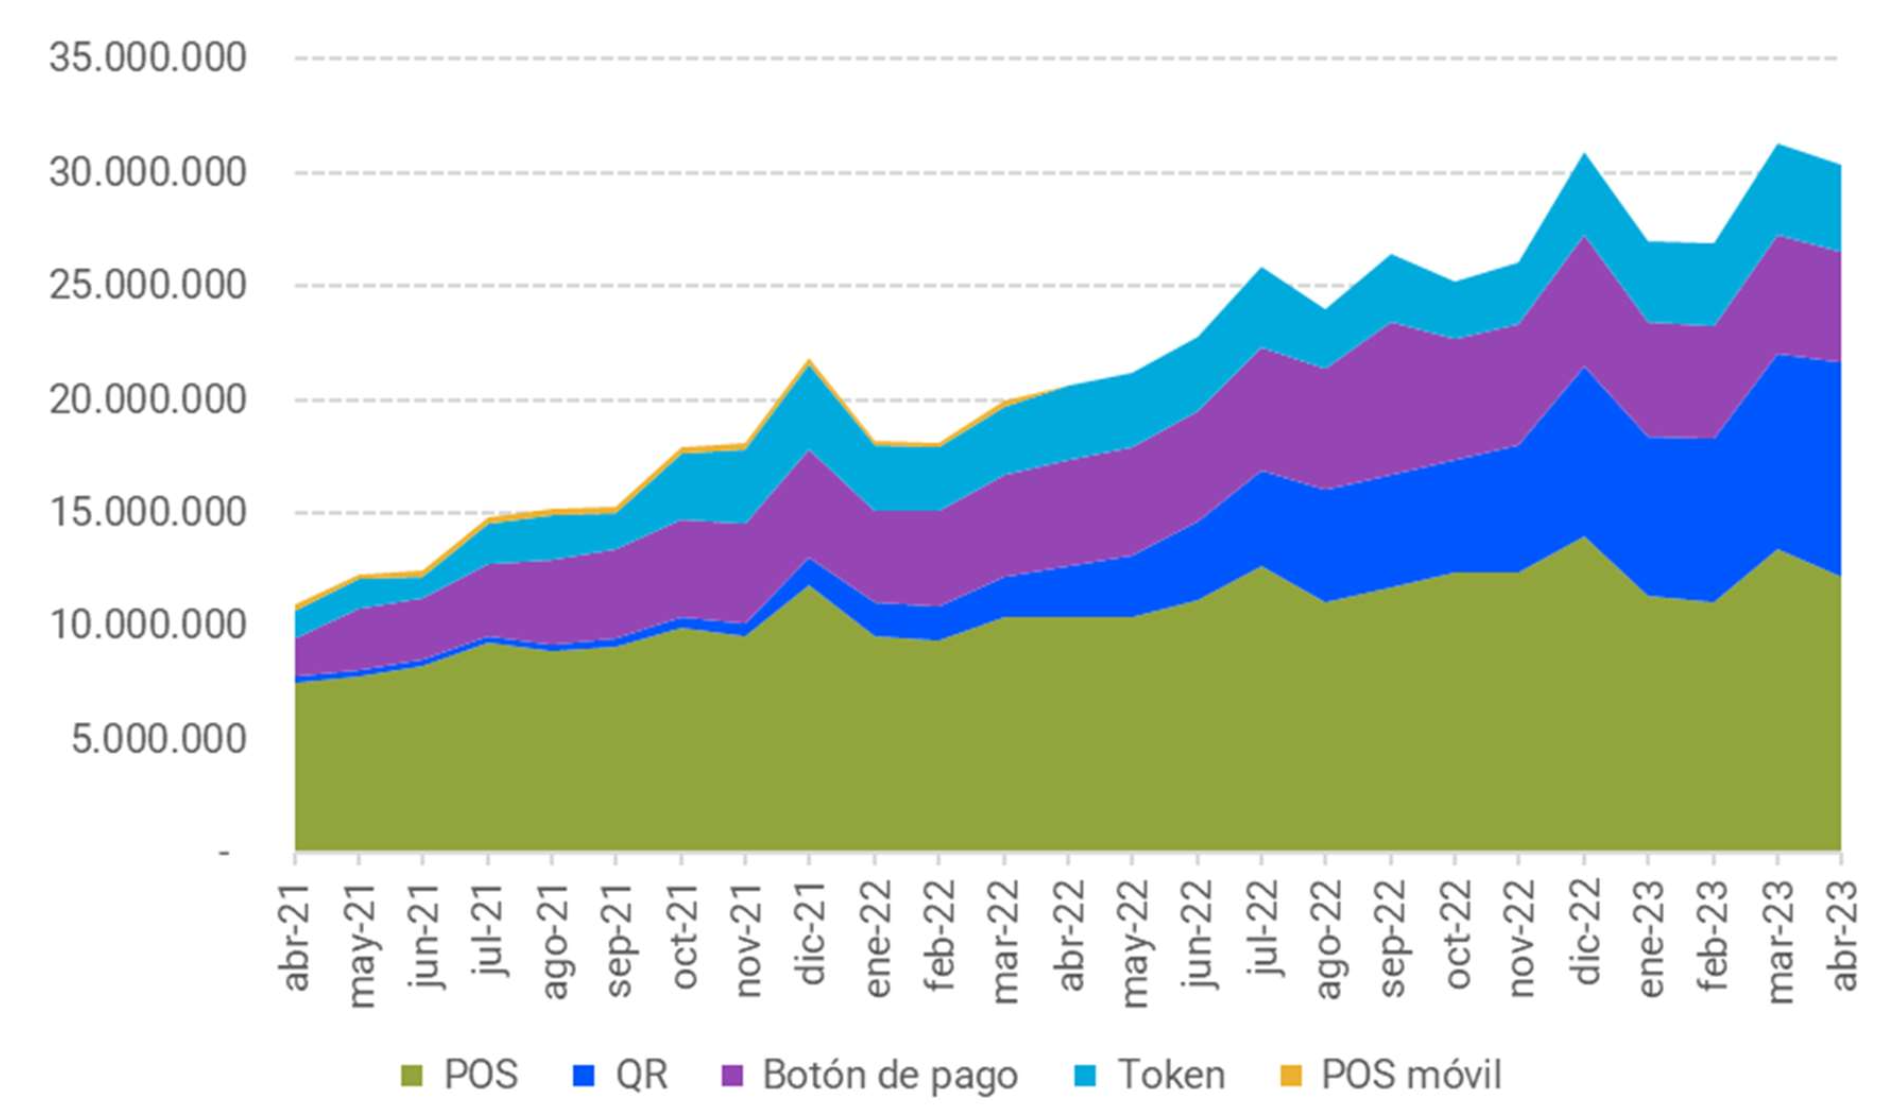 35.000.000
30.000.000
25.000.000
20.000.000
15.000.000
10.000.000
5.000.000
-
abr-21
may-21
jun-21
jul-21
ago-21
sep-21
oct-21
nov-21
dic-21
ene-22
feb-22
mar-22
abr-22
may-22
jun-22
jul-22
ago-22
sep-22
oct-22
nov-22
dic-22
ene-23
feb-23
mar-23
abr-23
POS QR Botón de pago Token POS móvil